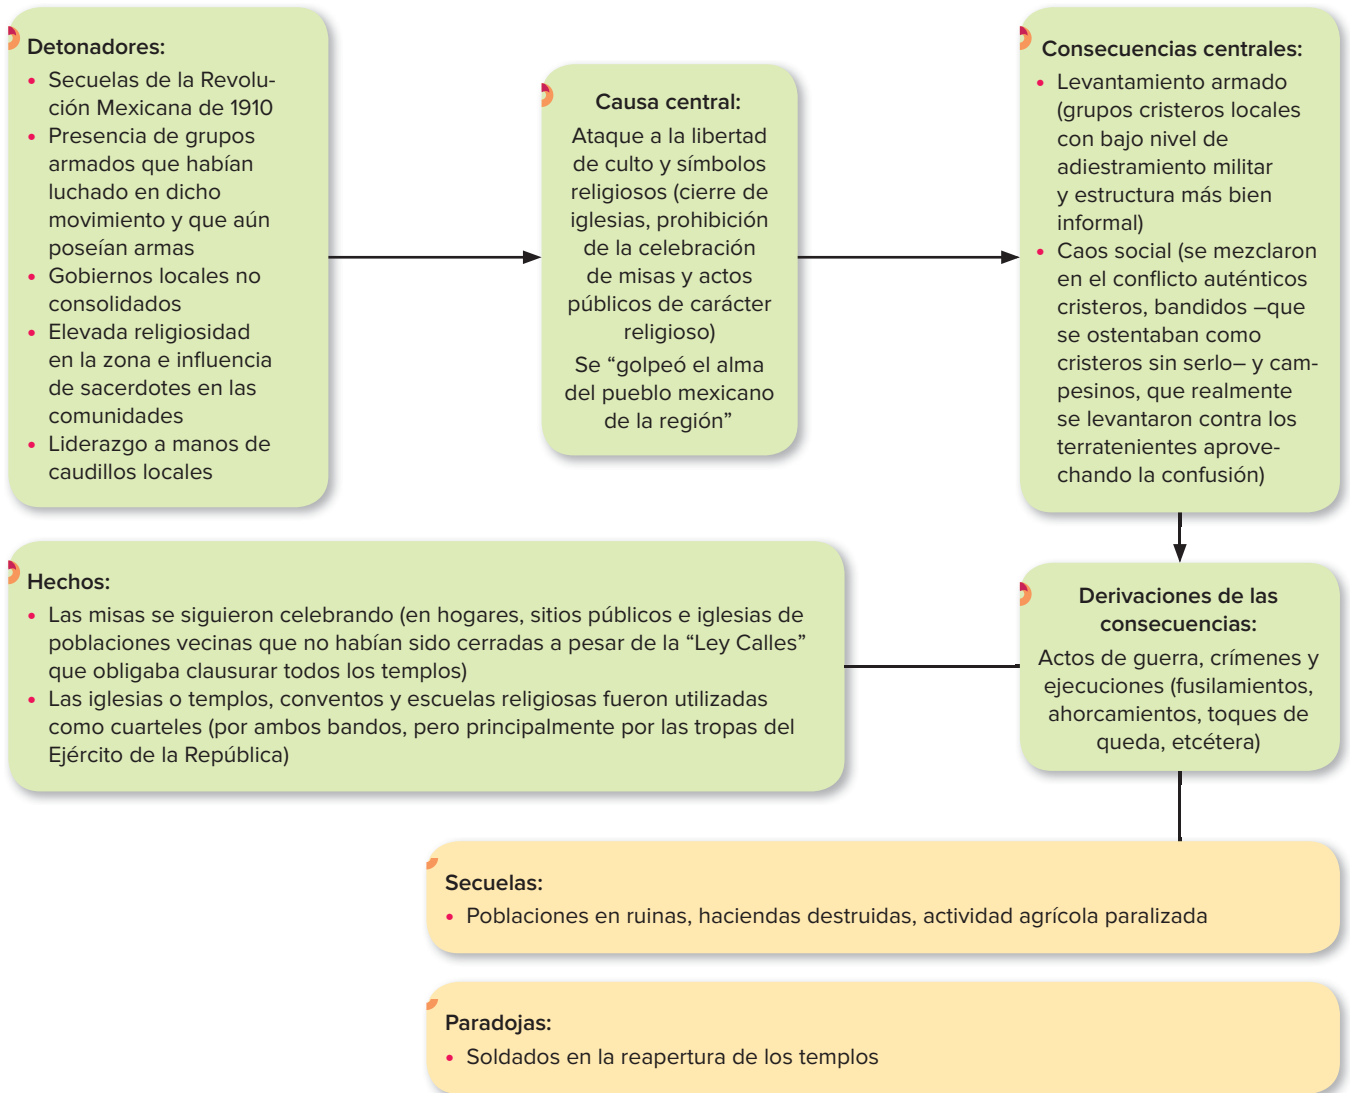 Detonadores:
• Secuelas de la Revolu-
ción Mexicana de 1910
• Presencia de grupos
armados que habían
luchado en dicho
movimiento y que aún
poseían armas
• Gobiernos locales no
consolidados
• Elevada religiosidad
en la zona e influencia
de sacerdotes en las
comunidades
• Liderazgo a manos de
caudillos locales
Causa central:
Ataque a la libertad
de culto y símbolos
religiosos (cierre de
iglesias, prohibición
de la celebración
de misas y actos
públicos de carácter
religioso)
Se “golpeó el alma
del pueblo mexicano
de la región”
Consecuencias centrales:
• Levantamiento armado
(grupos cristeros locales
con bajo nivel de
adiestramiento militar
y estructura más bien
informal)
• Caos social (se mezclaron
en el conflicto auténticos
cristeros, bandidos –que
se ostentaban como
cristeros sin serlo– y cam-
pesinos, que realmente
se levantaron contra los
terratenientes aprove-
chando la confusión)
Hechos:
• Las misas se siguieron celebrando (en hogares, sitios públicos e iglesias de
poblaciones vecinas que no habían sido cerradas a pesar de la “Ley Calles”
que obligaba clausurar todos los templos)
• Las iglesias o templos, conventos y escuelas religiosas fueron utilizadas
como cuarteles (por ambos bandos, pero principalmente por las tropas del
Ejército de la República)
Derivaciones de las
consecuencias:
Actos de guerra, crímenes y
ejecuciones (fusilamientos,
ahorcamientos, toques de
queda, etcétera)
Secuelas:
• Poblaciones en ruinas, haciendas destruidas, actividad agrícola paralizada
Paradojas:
• Soldados en la reapertura de los templos